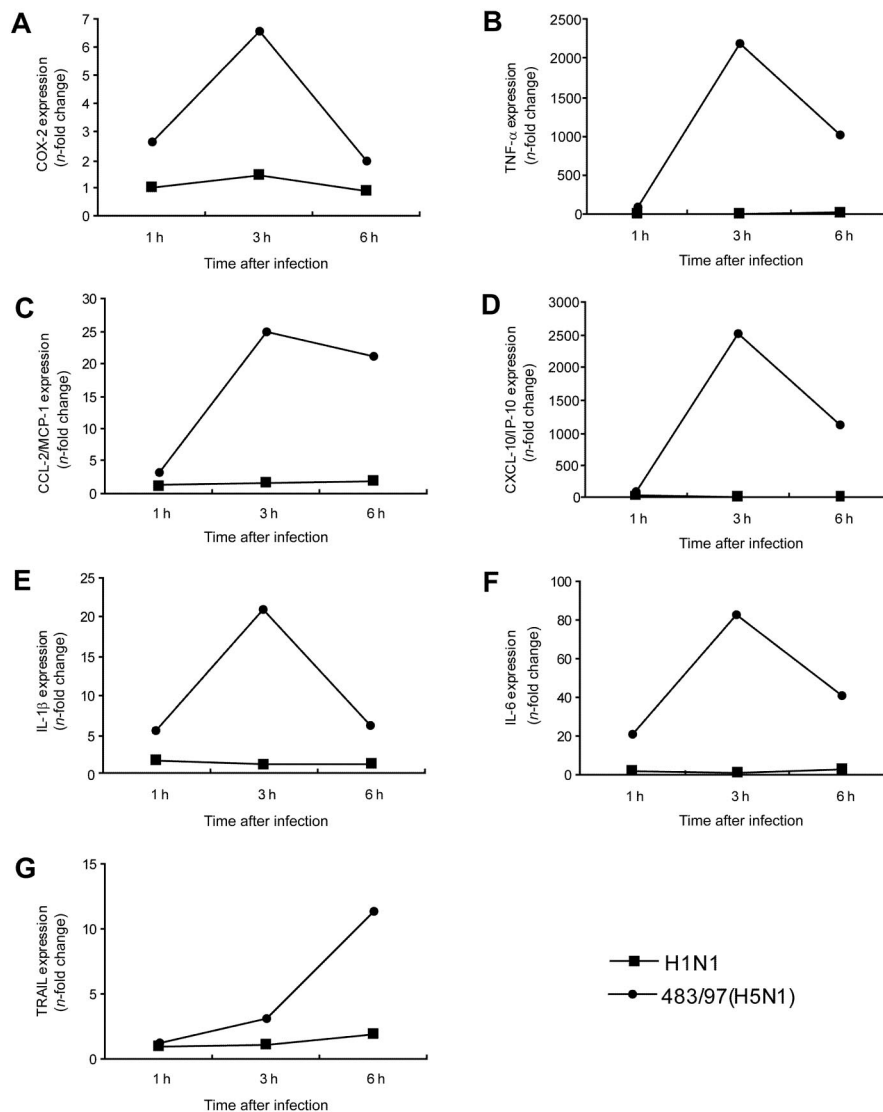 A
COX-2 expression
(n-fold change)
7
6
5
4
3
2
1
0
1 h 3 h 6 h
Time after infection
B
TNF-α expression
(n-fold change)
2500
2000
1500
1000
500
0
1 h 3 h 6 h
Time after infection
C
CCL-2/MCP-1 expression
(n-fold change)
30
25
20
15
10
5
0
1 h 3 h 6 h
Time after infection
D
CXCL-10/IP-10 expression
(n-fold change)
3000
2500
2000
1500
1000
500
0
1 h 3 h 6 h
Time after infection
E
IL-1β expression
(n-fold change)
25
20
15
10
5
0
1 h 3 h 6 h
Time after infection
F
IL-6 expression
(n-fold change)
100
80
60
40
20
0
1 h 3 h 6 h
Time after infection
G
TRAIL expression
(n-fold change)
15
10
5
0
1 h 3 h 6 h
Time after infection
H1N1
483/97(H5N1)